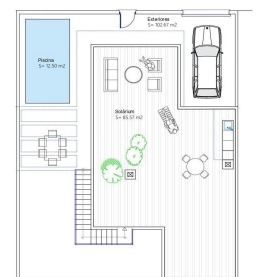 Exteriores
S= 102.67 m2
Piscina
S= 12.50 m2
Solárium
S= 65.57 m2